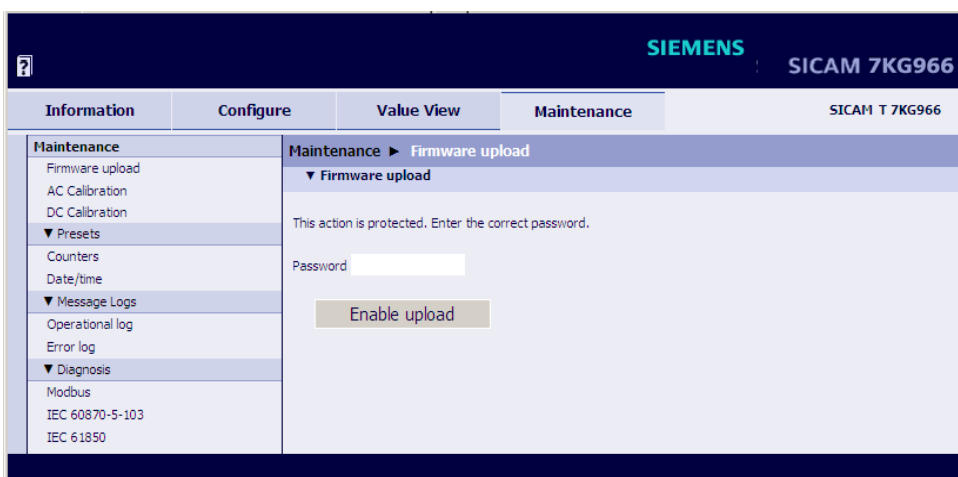 SIEMENS
?
SICAM 7KG966
Information Configure Value View Maintenance SICAM T 7KG966
Maintenance
Firmware upload
AC Calibration
DC Calibration
▼ Presets
Counters
Date/time
▼ Message Logs
Operational log
Error log
▼ Diagnosis
Modbus
IEC 60870-5-103
IEC 61850
Maintenance ► Firmware upload
▼ Firmware upload
This action is protected. Enter the correct password.
Password
Enable upload